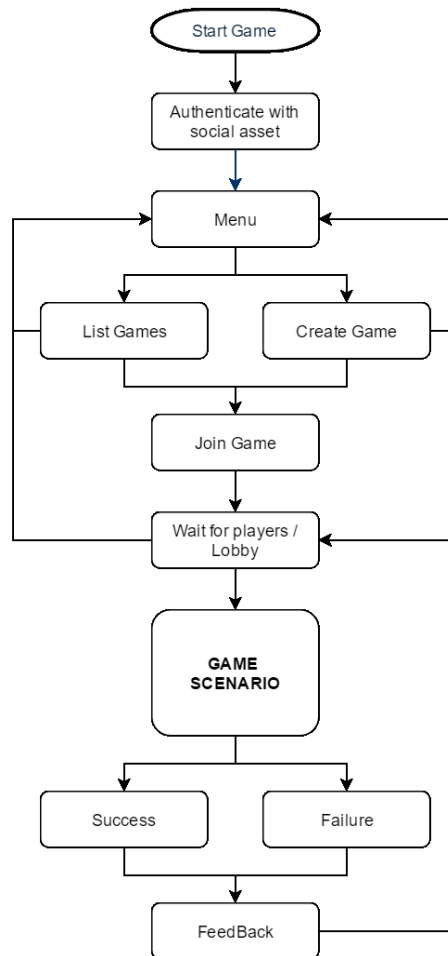 Start Game
Authenticate with
social asset
Menu
List Games
Create Game
Join Game
Wait for players /
Lobby
GAME
SCENARIO
Success
Failure
FeedBack